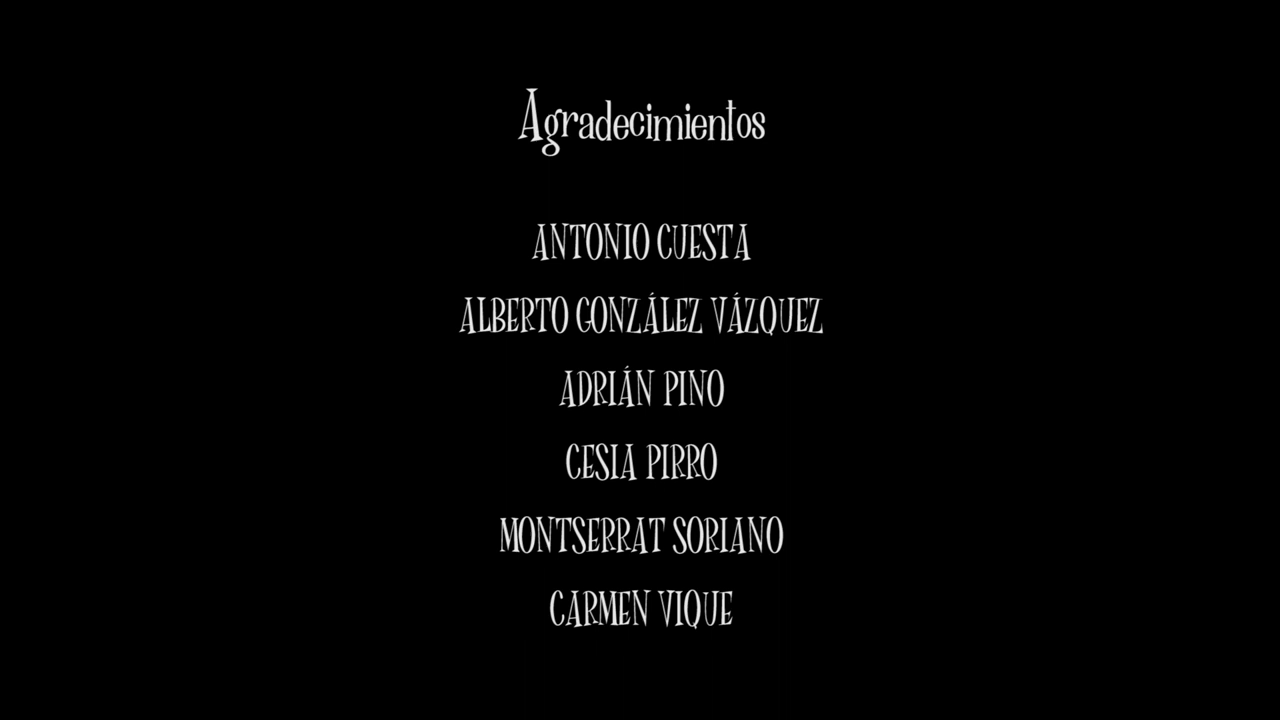 Agradecimientos
ANTONIO CUESTA
ALBERTO GONZÁLEZ VÁZQUEZ
ADRIÁN PINO
CESIA PIRRO
MONTSERRAT SORIANO
CARMEN VIQUE